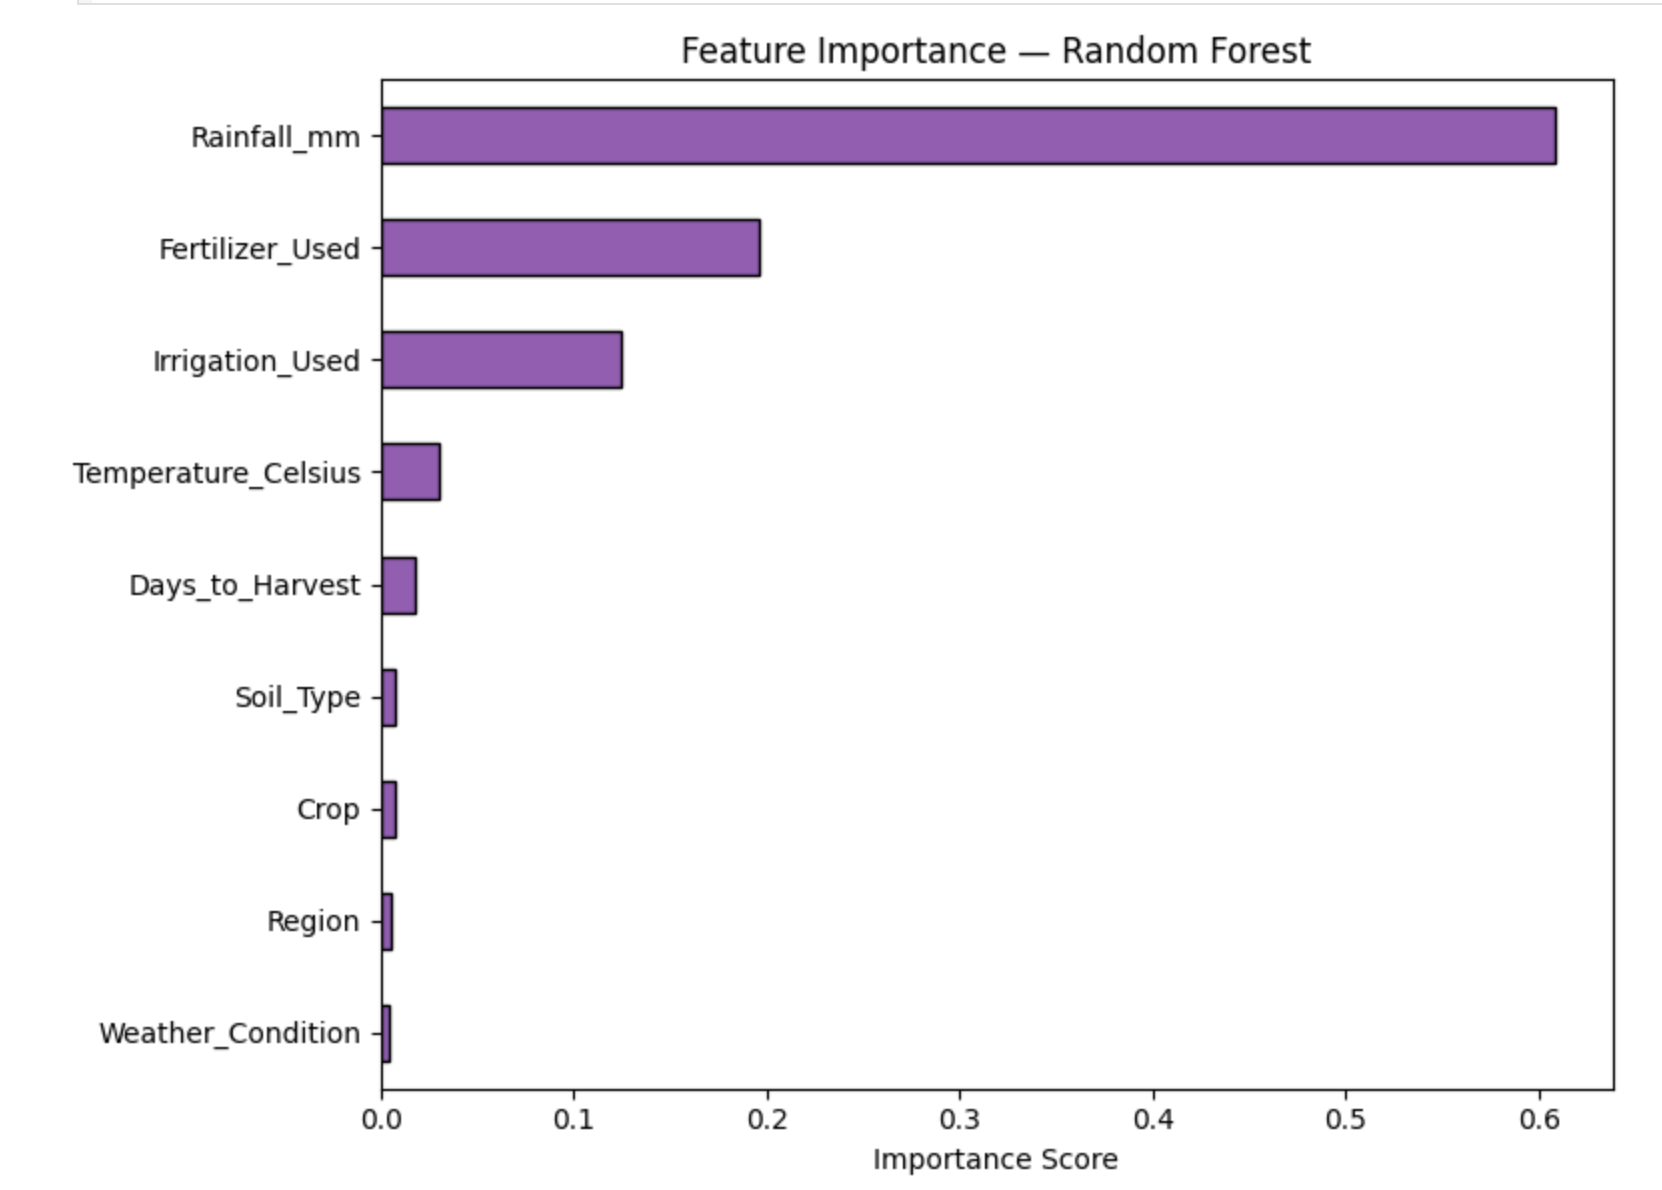 Feature Importance — Random Forest
Rainfall_mm
Fertilizer_Used
Irrigation_Used
Temperature_Celsius
Days_to_Harvest
Soil_Type
Crop
Region
Weather_Condition
0.0 0.1 0.2 0.3 0.4 0.5 0.6
Importance Score